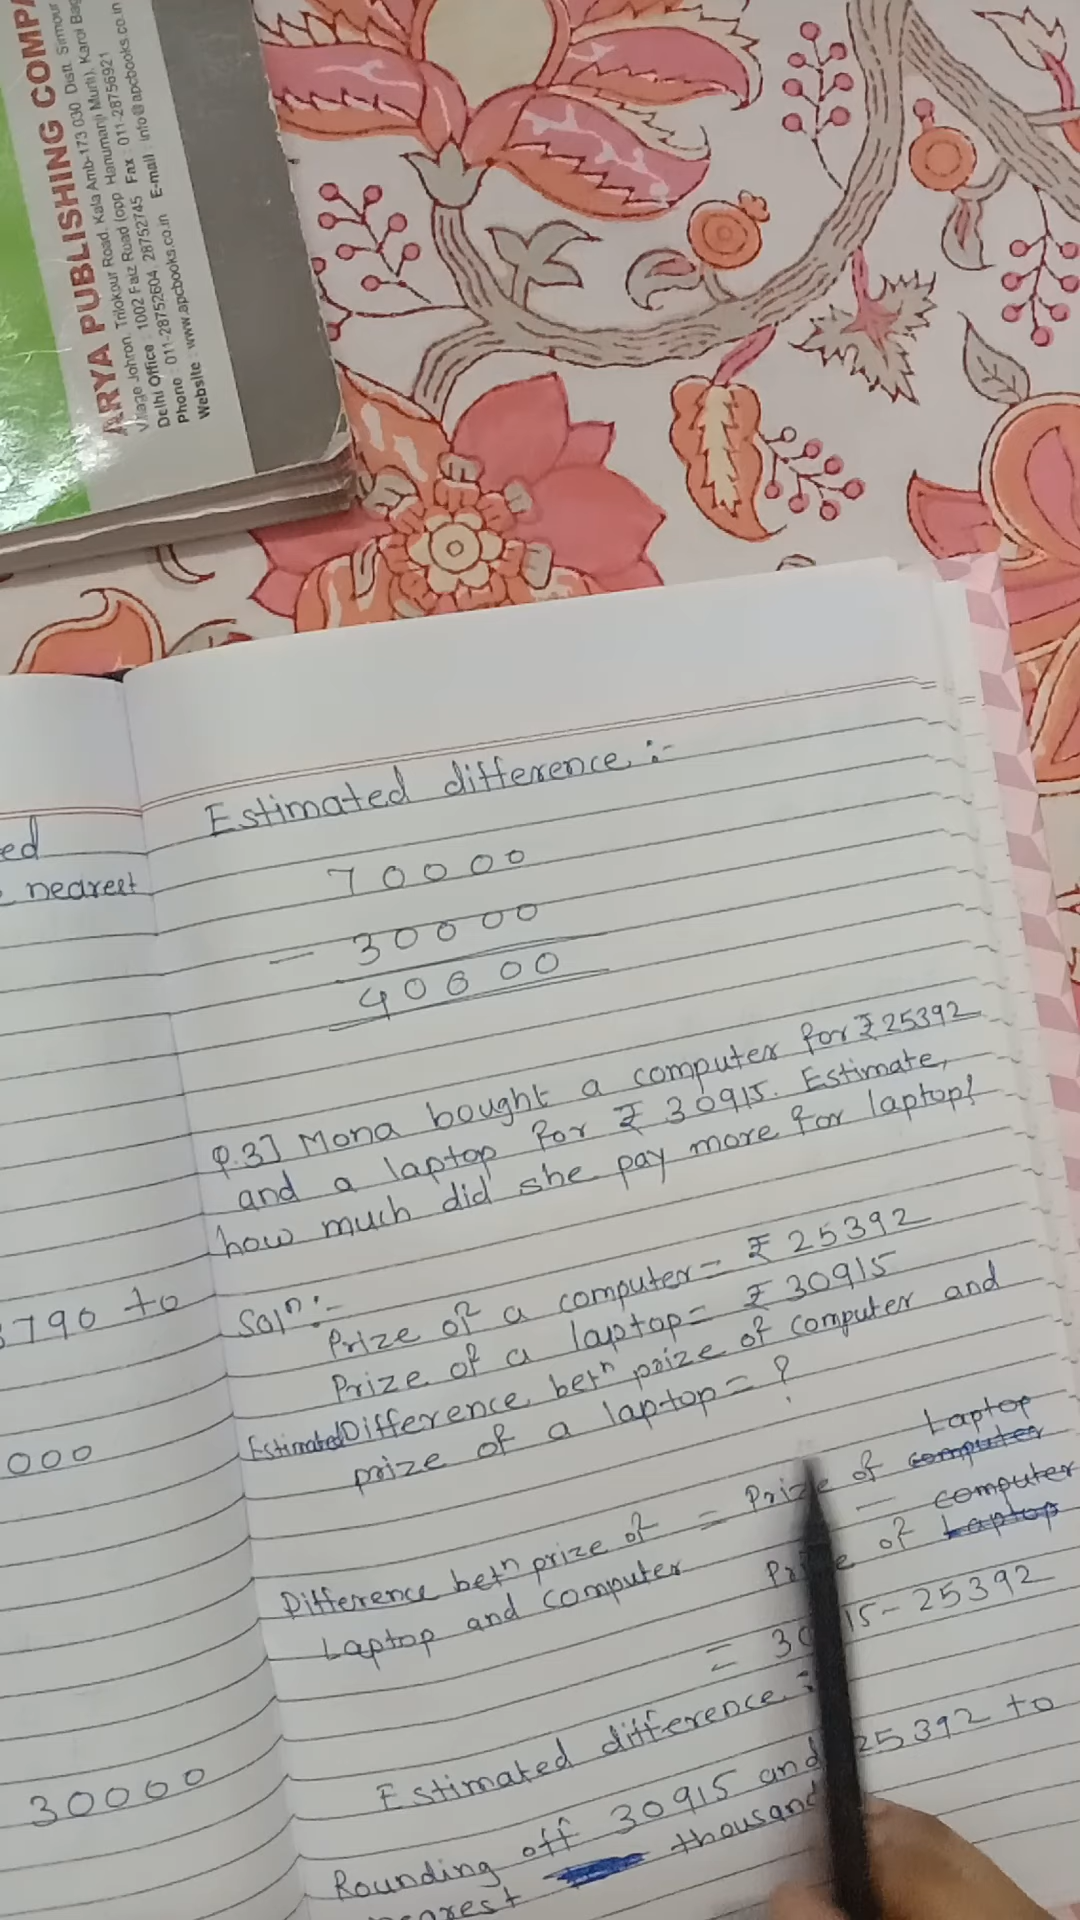 ARYA PUBLISHING COMPA
Village Johron, Trilokpur Road, Kala Amb-173 030 Distt. Sirmour
Delhi Office : 1002 Faiz Road (opp. Hanumanji Murti), Karol Bag
Phone : 011-28752604, 28752745 Fax : 011-28756921
Website : www.apcbooks.co.in E-mail : info@apcbooks.co.in
ed
nearest
790 to
000
30000
Estimated difference :-
70000
- 30000
40000
Q.3] Mona bought a computer for ₹25392
and a laptop for ₹ 30915. Estimate,
how much did she pay more for laptop?
Solⁿ :-
Prize of a computer = ₹ 25392
Prize of a laptop = ₹ 30915
Estimated Difference betⁿ prize of computer and
prize of a laptop = ?
Laptop
Difference betⁿ prize of = Prize of computer
- computer
Laptop and computer Prize of Laptop
= 30915 - 25392
Estimated difference :
Rounding off 30915 and 25392 to
nearest thousand